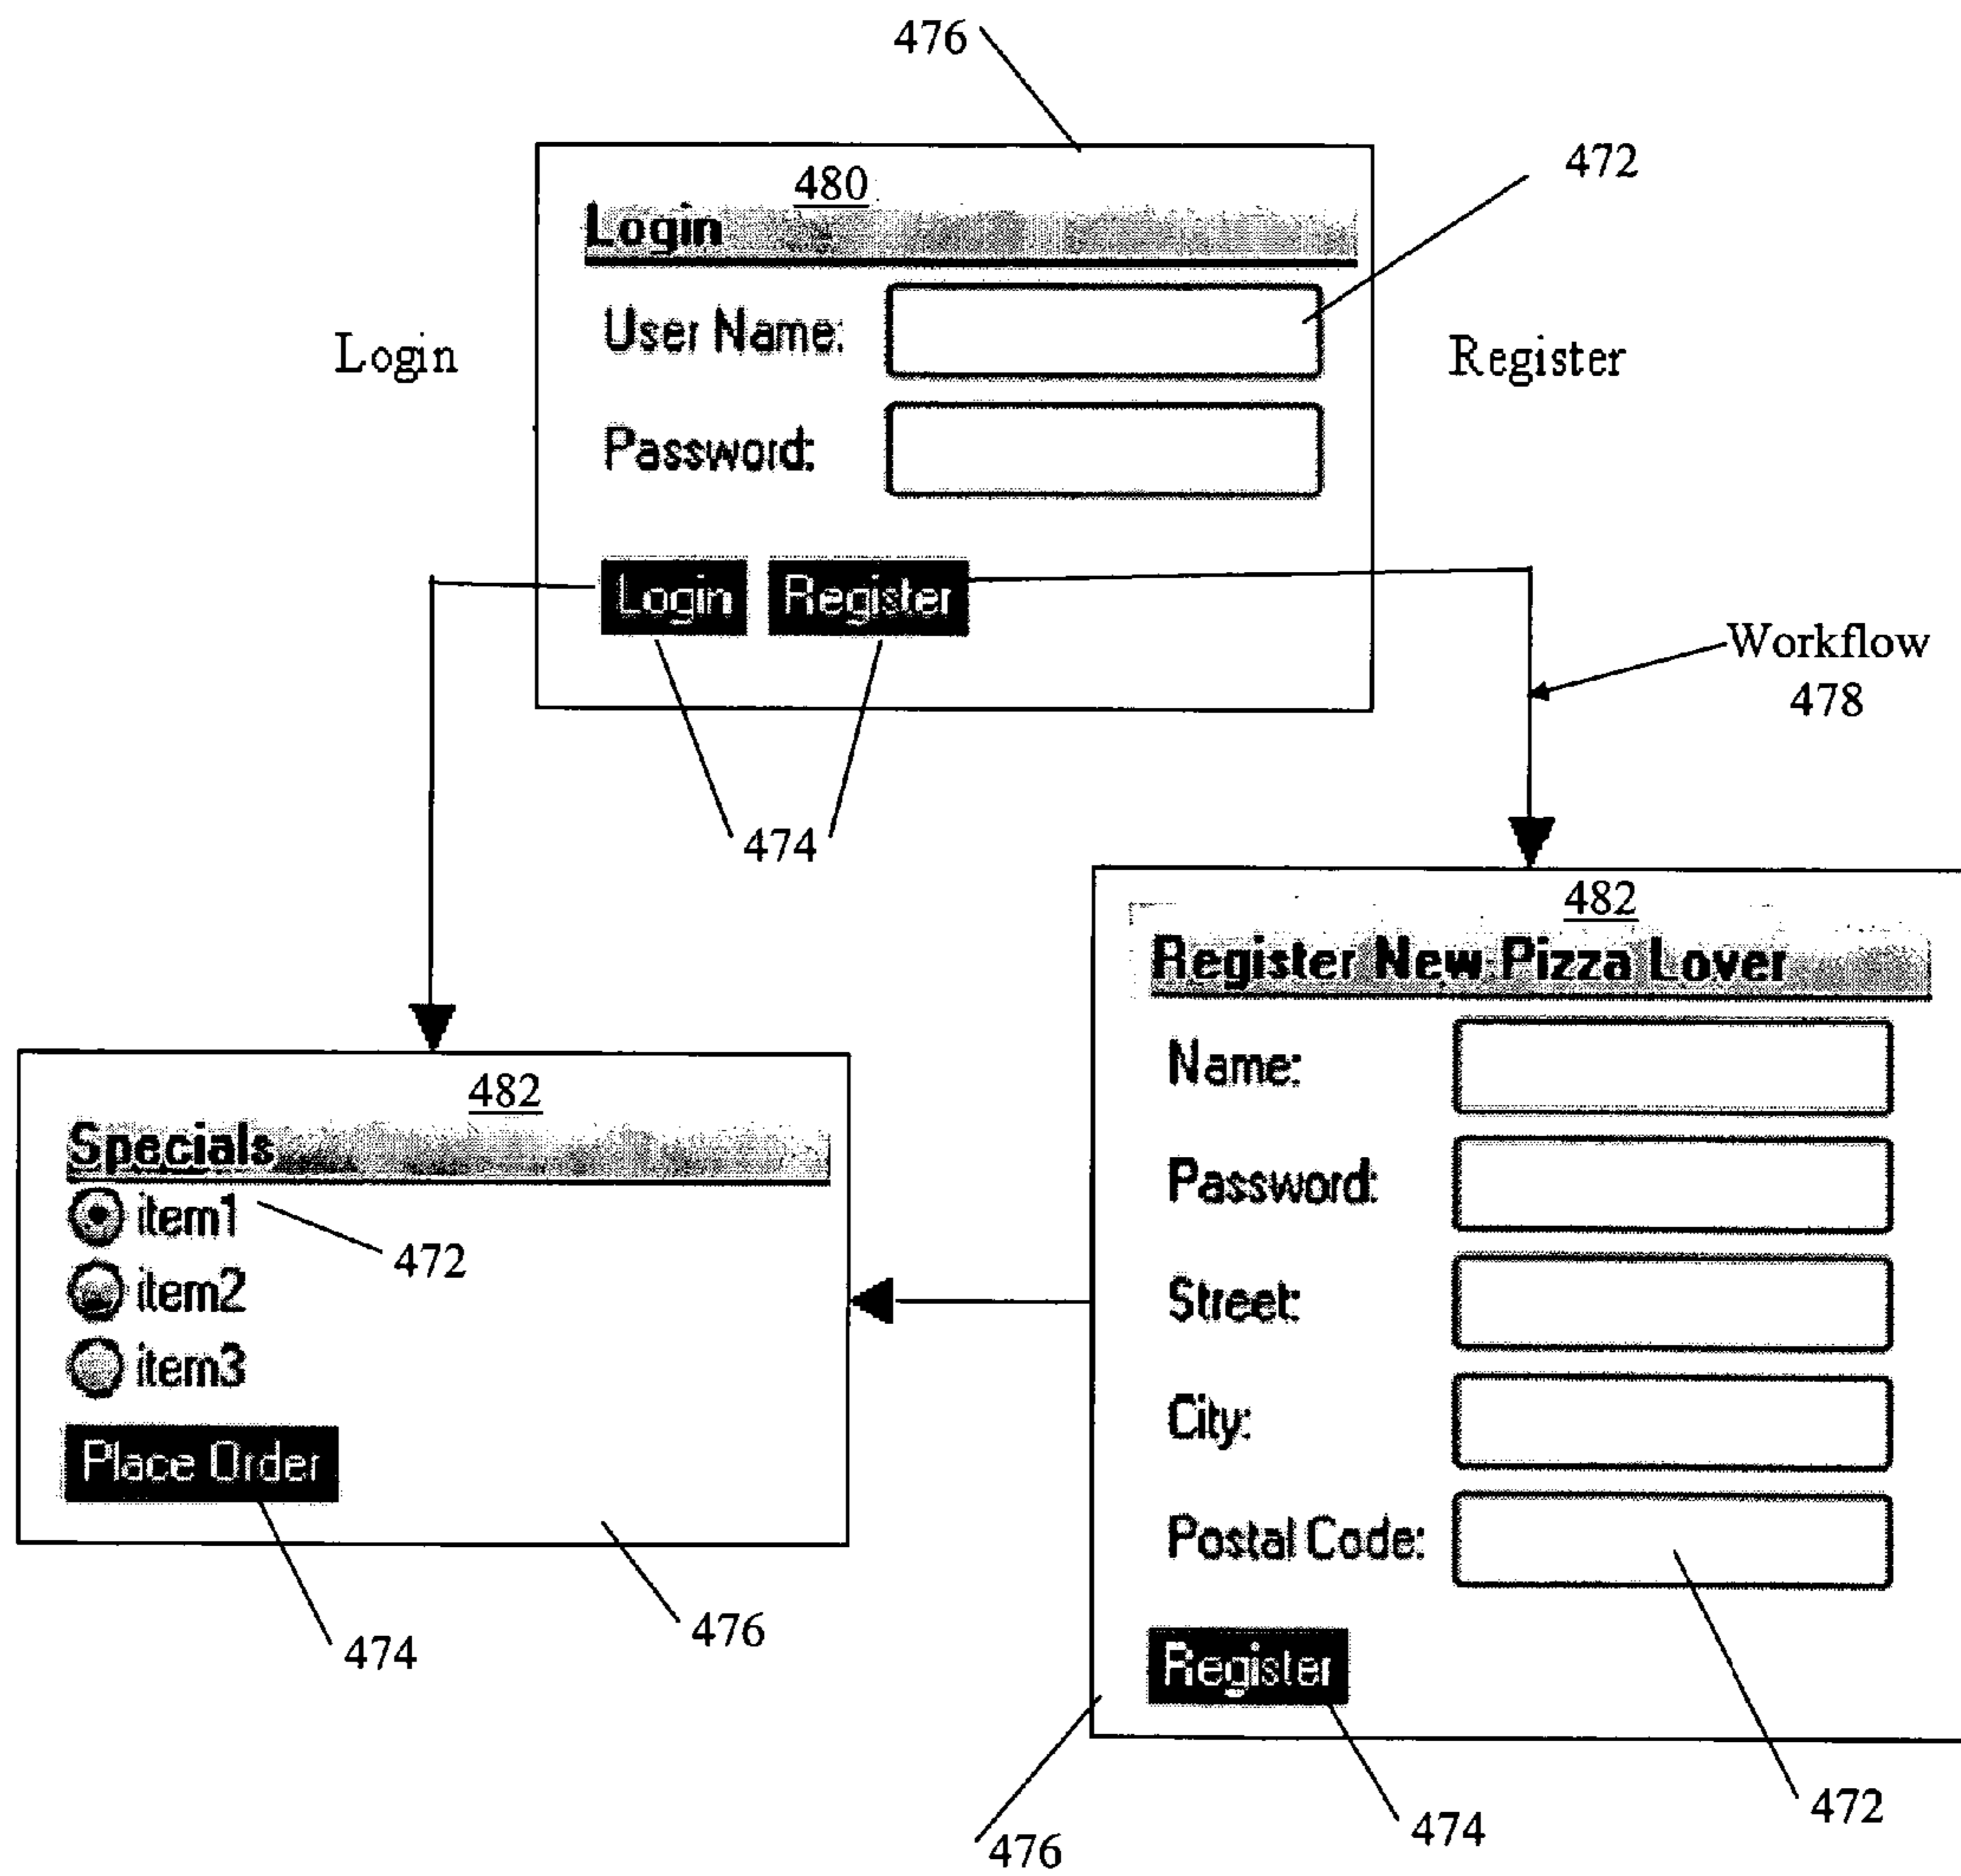 476
472
480
Login
User Name:
Login
Register
Password:
Login Register
Workflow
478
474
482
Register New Pizza Lover
Name:
482
Specials
Password:
item1
472
item2
Street:
item3
City:
Place Order
Postal Code:
476
474
Register
472
474
476